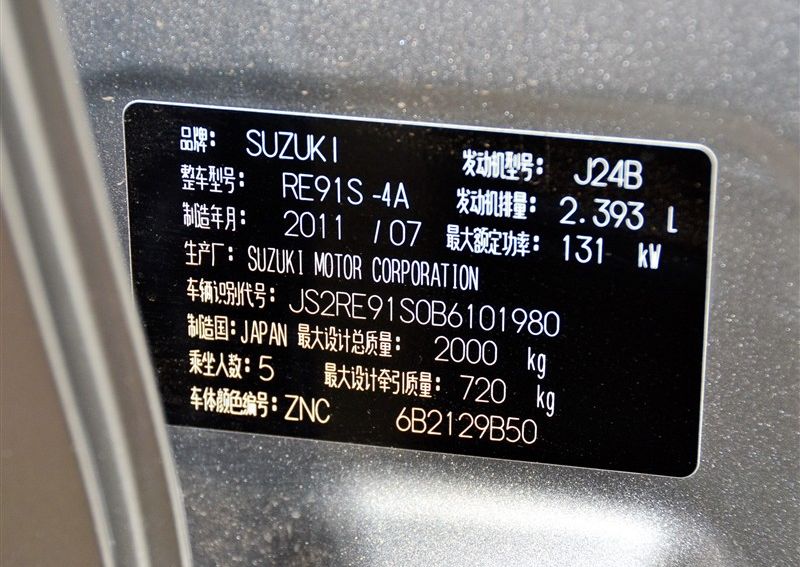 品牌: SUZUKI 发动机型号: J24B
整车型号: RE91S -4A 发动机排量: 2.393 L
制造年月: 2011 /07 最大额定功率: 131 kW
生产厂: SUZUKI MOTOR CORPORATION
车辆识别代号: JS2RE91S0B6101980
制造国:JAPAN 最大设计总质量: 2000 kg
乘坐人数:5 最大设计牵引质量: 720 kg
车体颜色编号:ZNC 6B2129B50